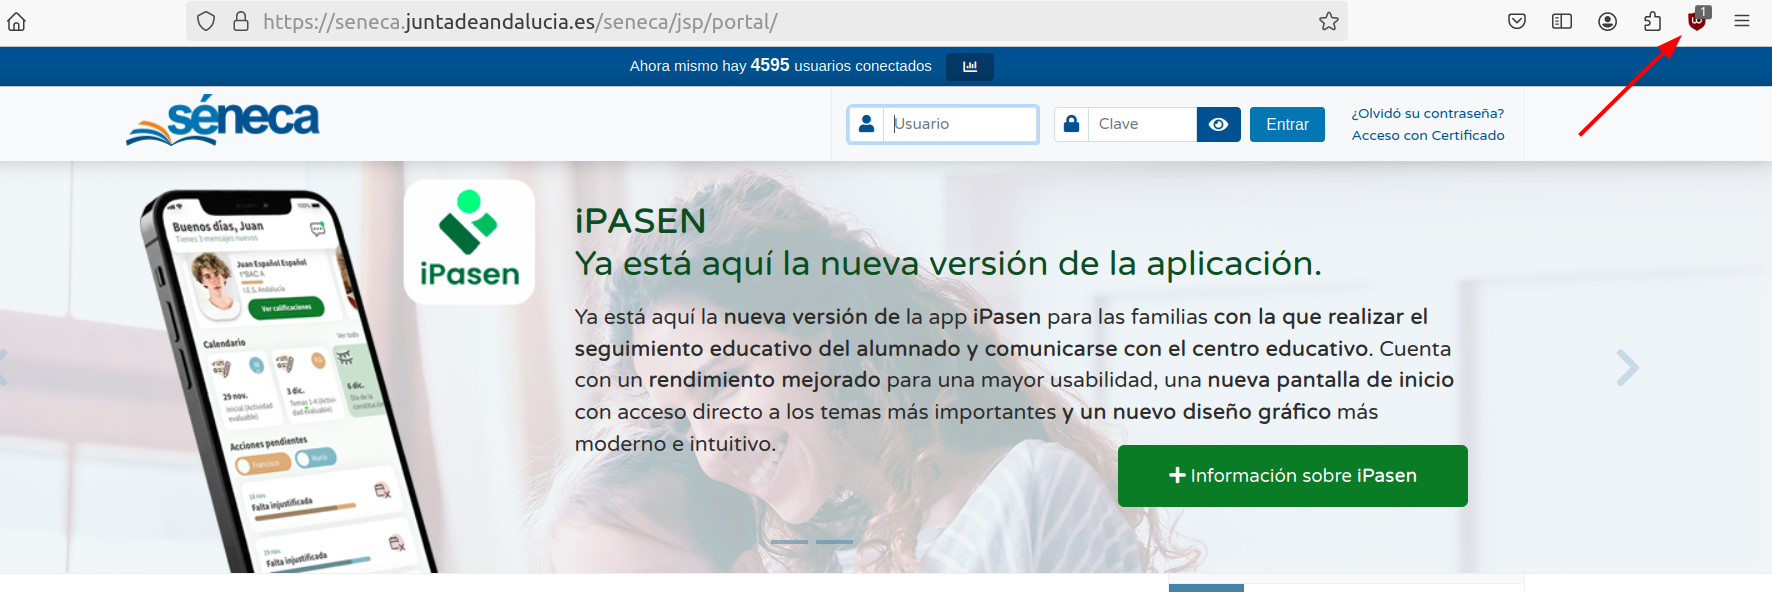 https://seneca.juntadeandalucia.es/seneca/jsp/portal/
1
Ahora mismo hay 4595 usuarios conectados
séneca
Usuario
Clave
Entrar
¿Olvidó su contraseña?
Acceso con Certificado
100%
Buenos días, Juan
Tienes 3 mensajes nuevos
Juan Español Español
1ºBAC A
I.E.S. Andalucía
Ver calificaciones
Ver todo
Calendario
29 nov.
Inicial (Actividad
evaluable)
3 dic.
Temas 1-4 (Activi-
dad evaluable)
6 dic.
Día de la
constitución
Acciones pendientes
Francisco
María
19 nov.
Falta injustificada
19 nov.
Falta injustificada
iPasen
iPASEN
Ya está aquí la nueva versión de la aplicación.
Ya está aquí la nueva versión de la app iPasen para las familias con la que realizar el
seguimiento educativo del alumnado y comunicarse con el centro educativo. Cuenta
con un rendimiento mejorado para una mayor usabilidad, una nueva pantalla de inicio
con acceso directo a los temas más importantes y un nuevo diseño gráfico más
moderno e intuitivo.
Información sobre iPasen